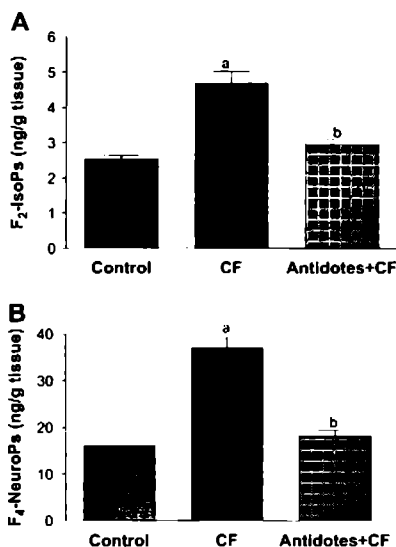 A
F2-IsoPs (ng/g tissue)
6
5
4
3
2
1
0
a
b
Control CF Antidotes+CF
B
F4-NeuroPs (ng/g tissue)
40
30
20
10
0
a
b
Control CF Antidotes+CF